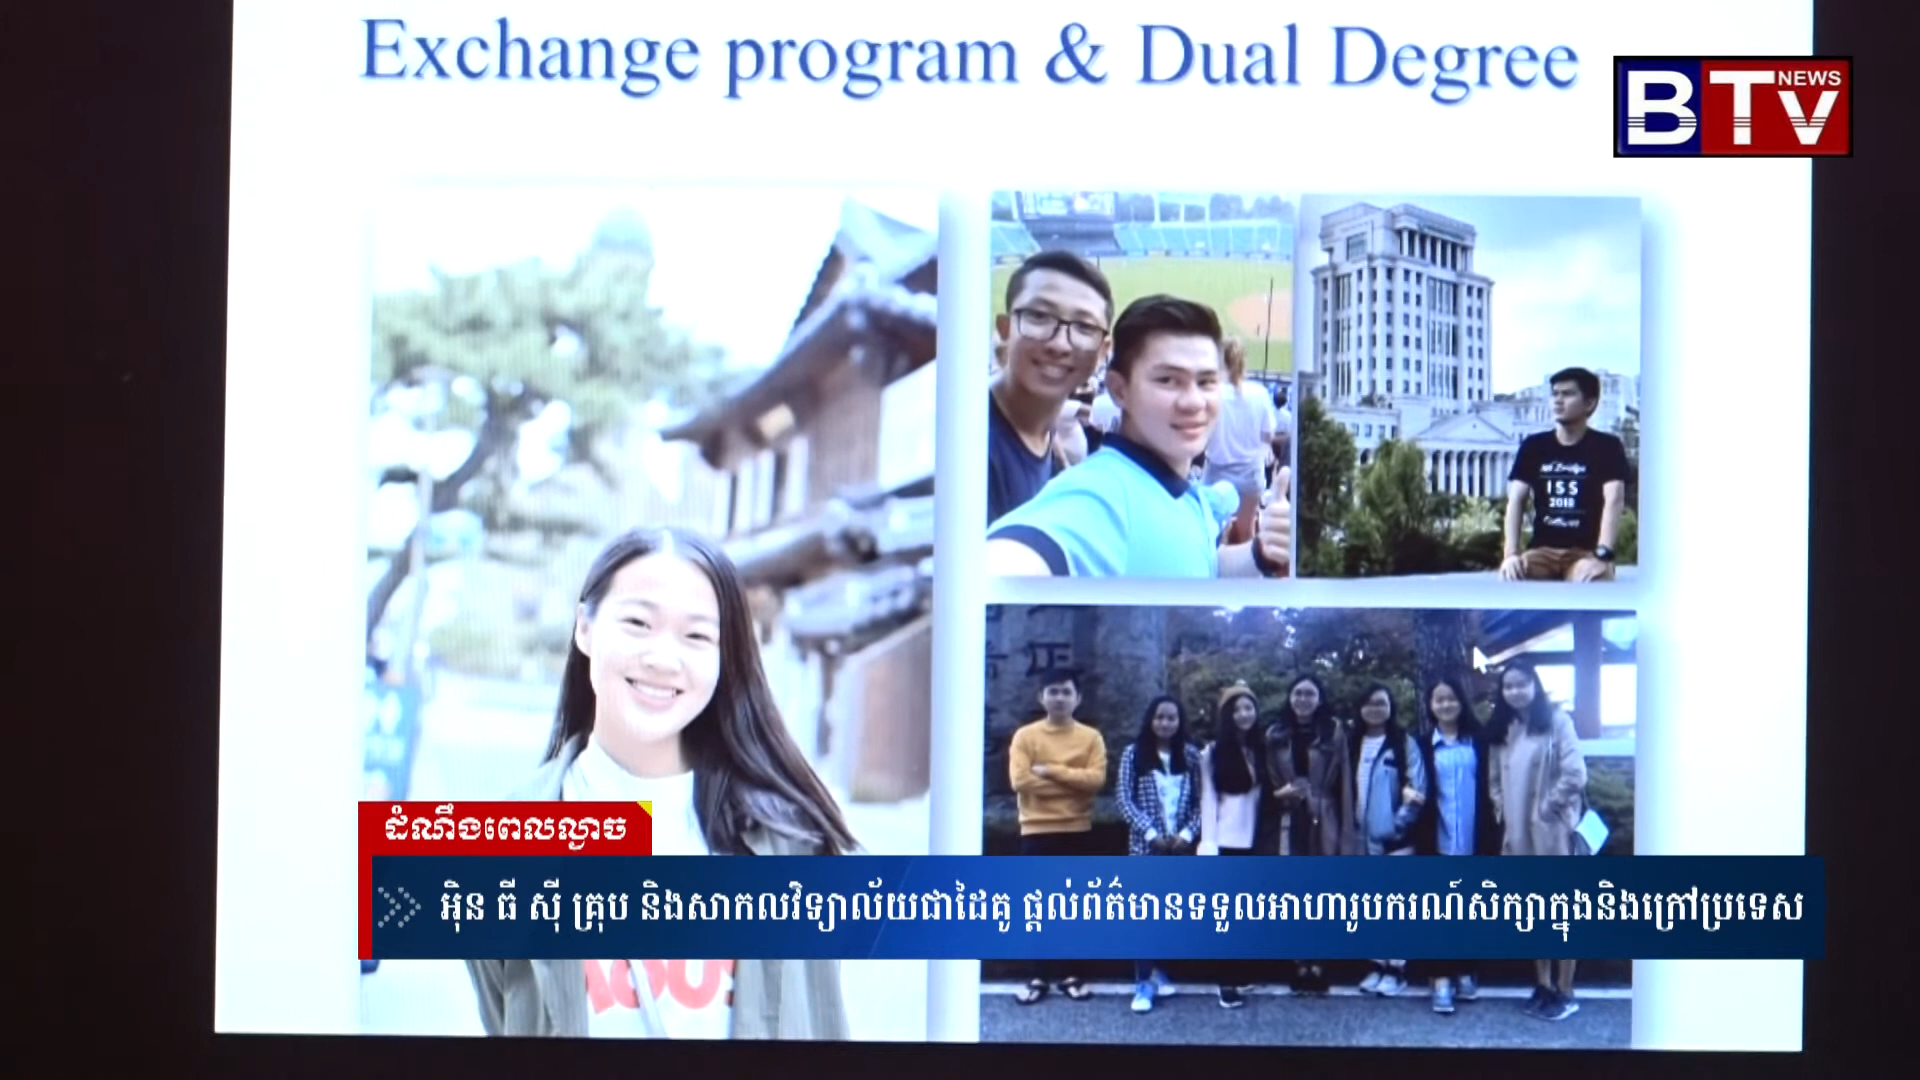 Exchange program & Dual Degree
BTV NEWS
ISS
2018
正
ដំណឹងពេលល្ងាច
អ៊ិន ធី ស៊ី គ្រុប និងសាកលវិទ្យាល័យជាដៃគូ ផ្តល់ព័ត៌មានទទួលអាហារូបករណ៍សិក្សាក្នុងនិងក្រៅប្រទេស